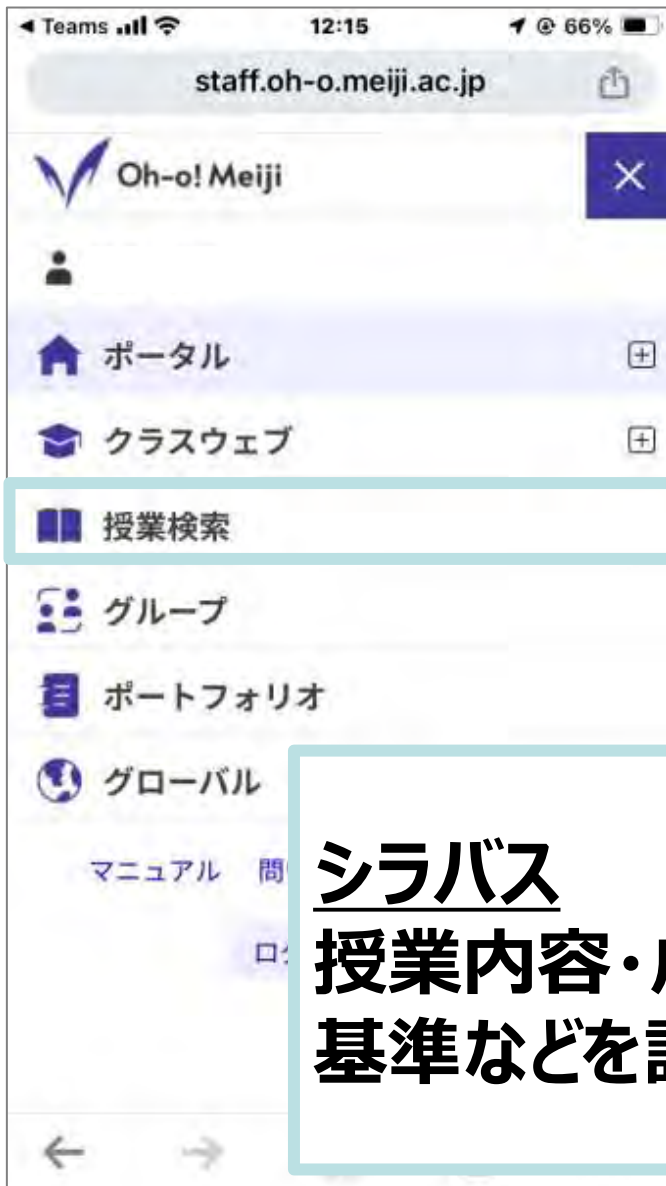 Teams 12:15 66%
staff.oh-o.meiji.ac.jp
Oh-o! Meiji
ポータル
クラスウェブ
授業検索
グループ
ポートフォリオ
グローバル
マニュアル 問
ロ
シラバス
授業内容・
基準などを